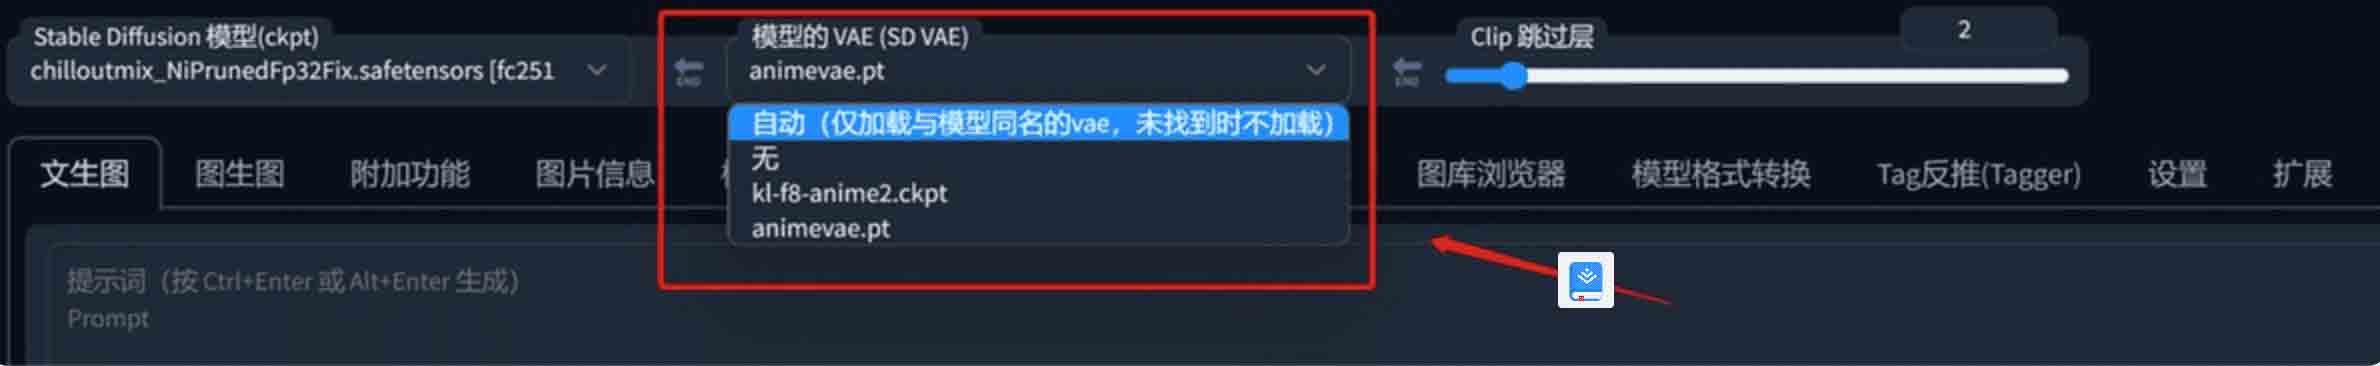 Stable Diffusion 模型(ckpt)
chilloutmix_NiPrunedFp32Fix.safetensors [fc251
END
模型的 VAE (SD VAE)
animevae.pt
自动（仅加载与模型同名的vae，未找到时不加载）
无
kl-f8-anime2.ckpt
animevae.pt
END
Clip 跳过层
2
文生图
图生图
附加功能
图片信息
图库浏览器
模型格式转换
Tag反推(Tagger)
设置
扩展
提示词（按 Ctrl+Enter 或 Alt+Enter 生成）
Prompt